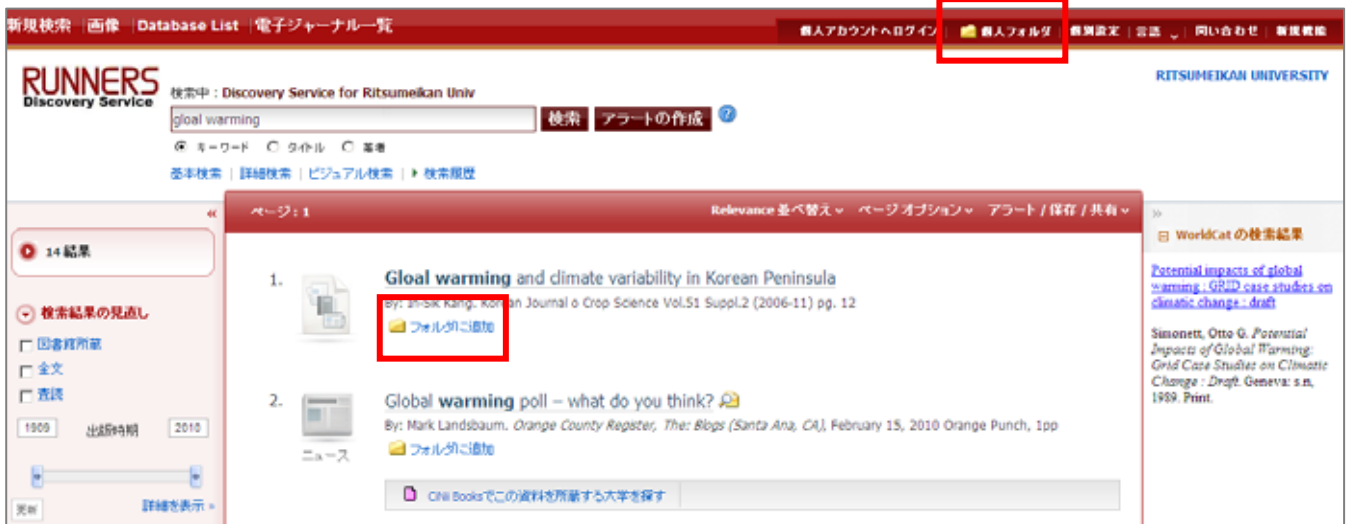 新規検索 | 画像 | Database List | 電子ジャーナル一覧
個人アカウントへログイン | 個人フォルダ | 個別設定 | 言語 | 問い合わせ | 新規機能
RUNNERS
Discovery Service
検索中 : Discovery Service for Ritsumeikan Univ
RITSUMEIKAN UNIVERSITY
gloal warming
検索 アラートの作成 ?
キーワード タイトル 著者
基本検索 | 詳細検索 | ビジュアル検索 | 検索履歴
«
14 結果
検索結果の見直し
図書館所蔵
全文
査読
1909 出版時期 2010
更新 詳細を表示 »
ページ : 1
Relevance 並べ替え ページ オプション アラート / 保存 / 共有
1. Gloal warming and climate variability in Korean Peninsula
By: In-Sik Kang. Korean Journal o Crop Science Vol.51 Suppl.2 (2006-11) pg. 12
フォルダに追加
2. Global warming poll – what do you think?
By: Mark Landsbaum. Orange County Register, The: Blogs (Santa Ana, CA), February 15, 2010 Orange Punch, 1pp
ニュース
フォルダに追加
CiNii Booksでこの資料を所蔵する大学を探す
»
WorldCat の検索結果
Potential impacts of global
warming : GRID case studies on
climatic change : draft
Simonett, Otto G. Potential
Impacts of Global Warming:
Grid Case Studies on Climatic
Change : Draft. Geneva: s.n,
1989. Print.